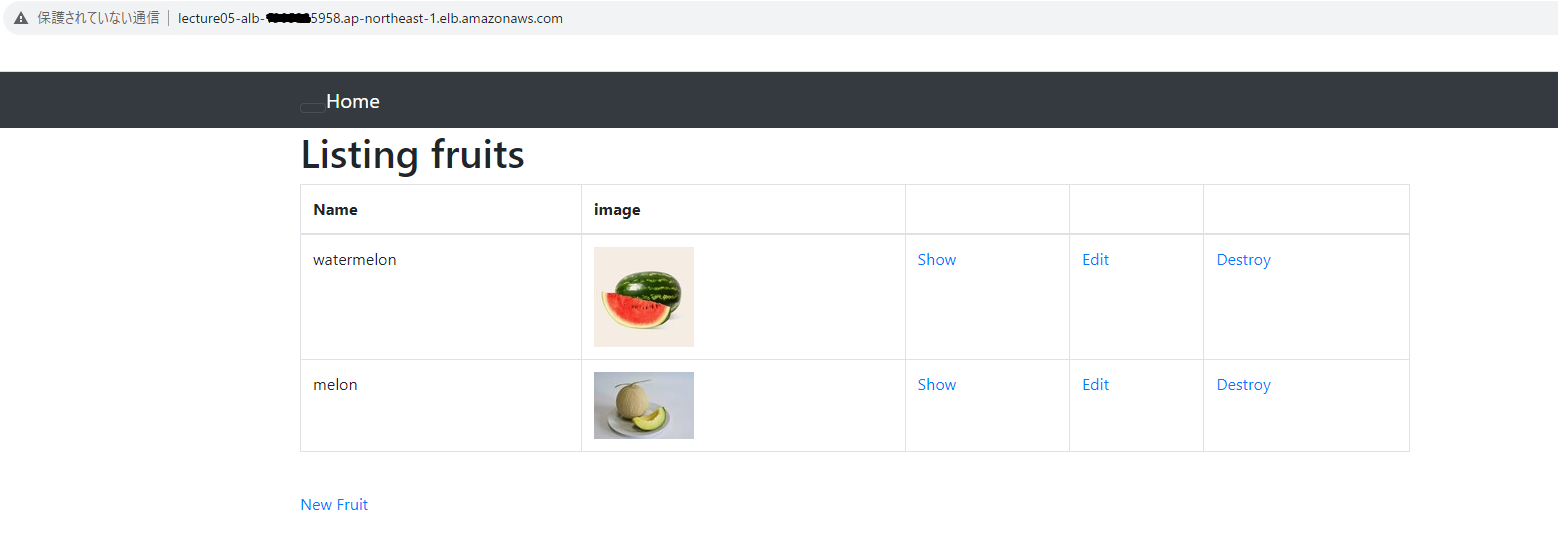 保護されていない通信 lecture05-alb- 5958.ap-northeast-1.elb.amazonaws.com
Home
Listing fruits
Name image
watermelon Show Edit Destroy
melon Show Edit Destroy
New Fruit